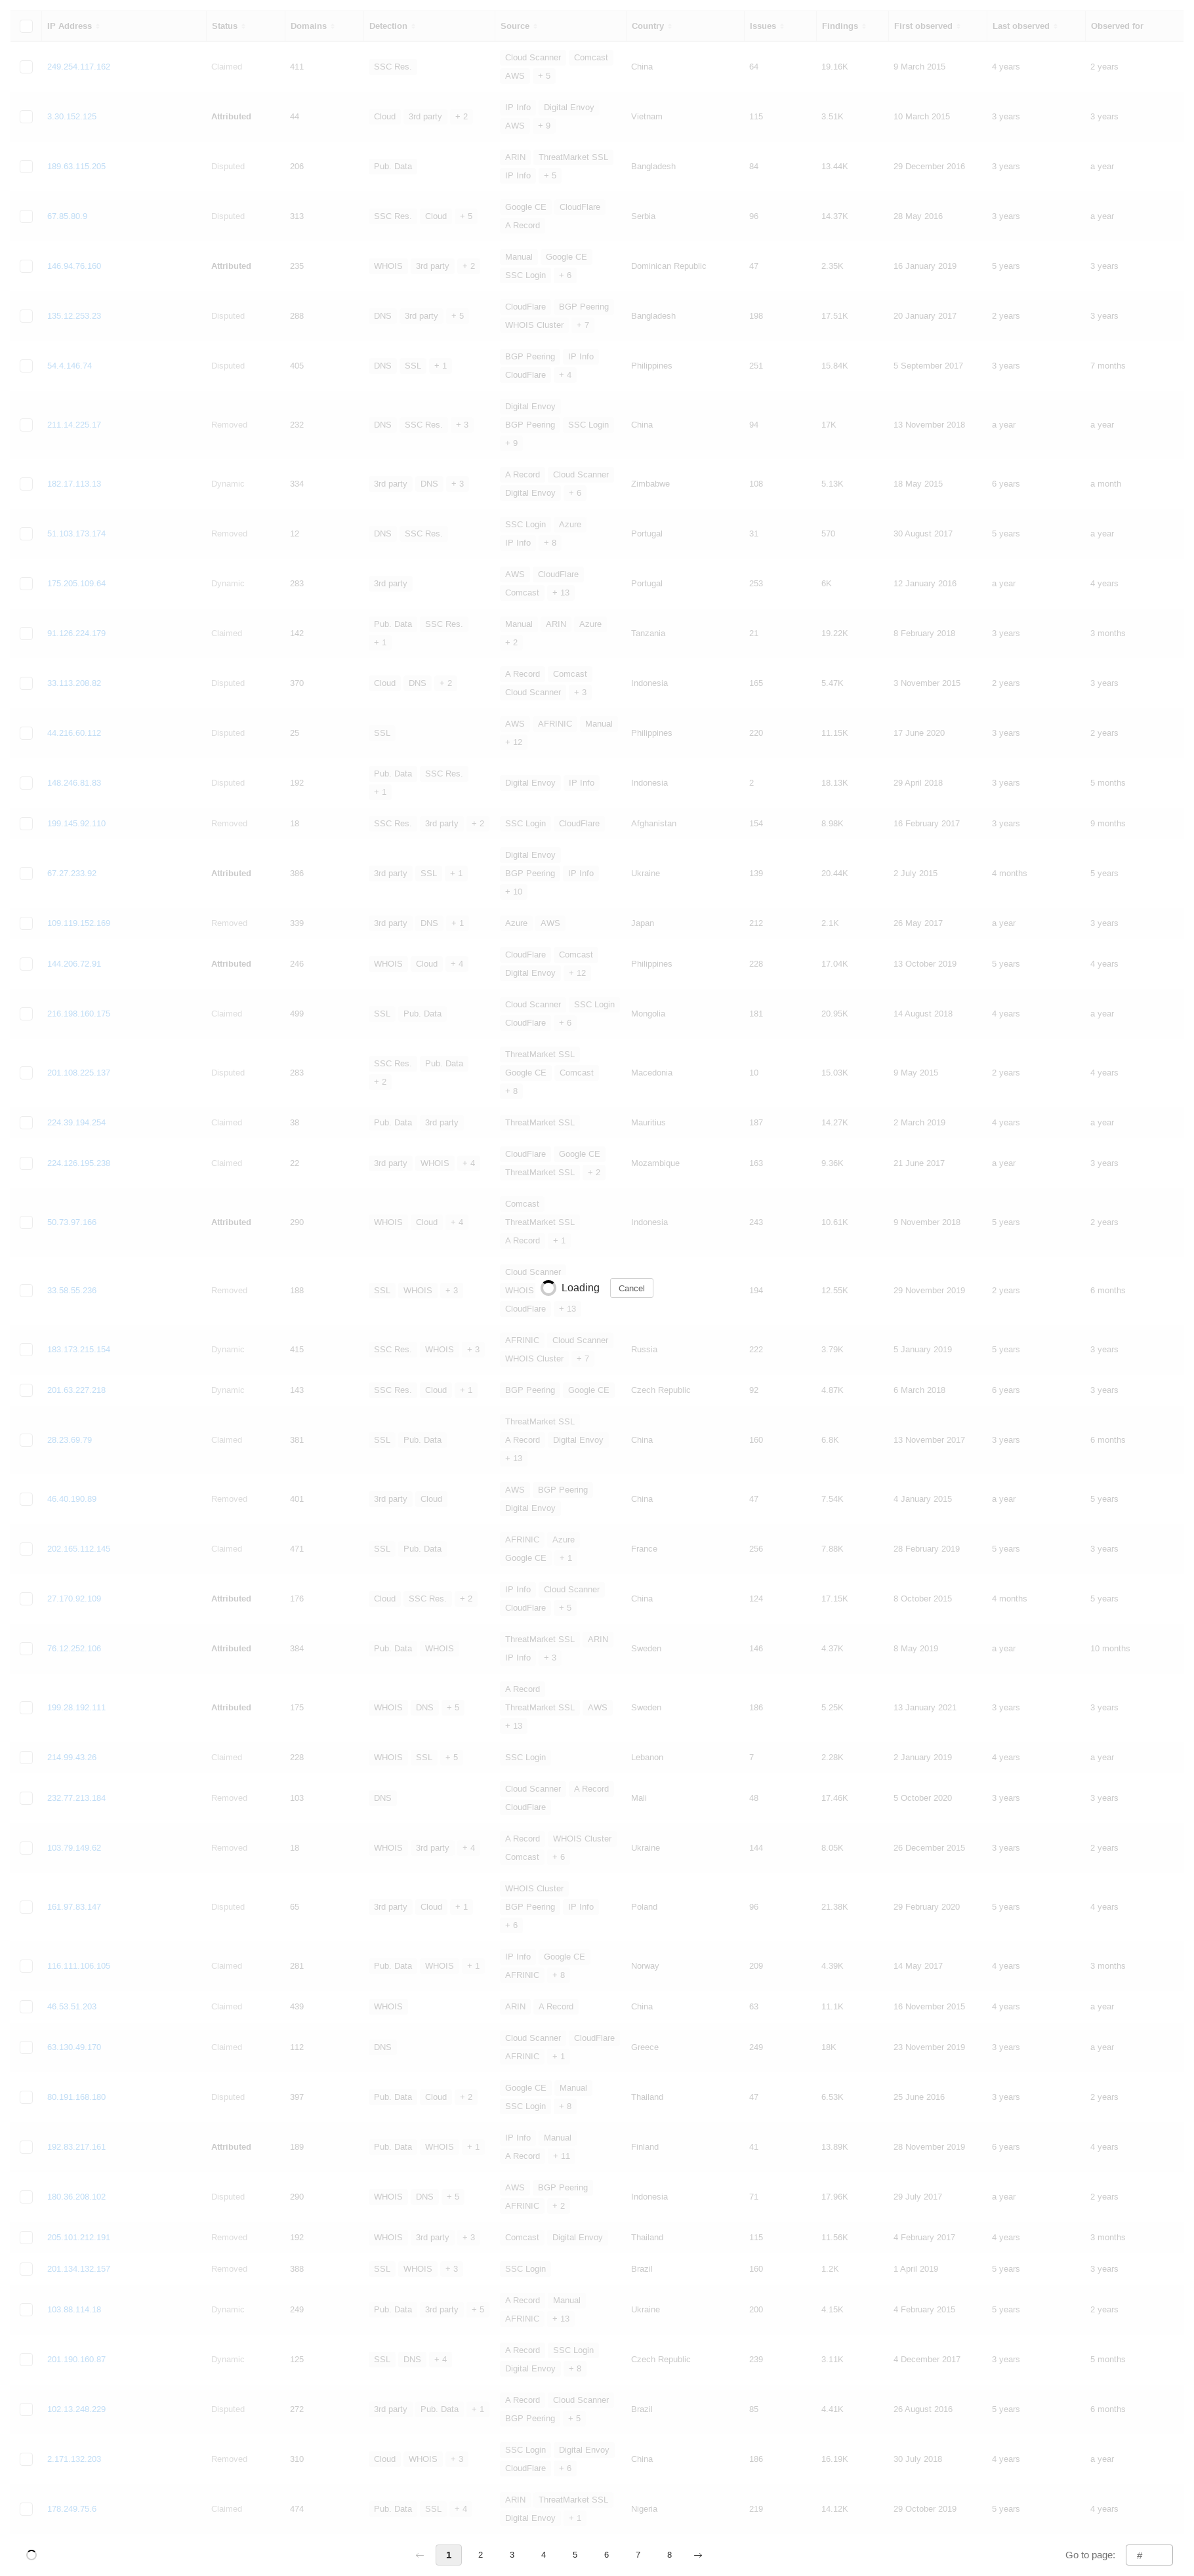 IP Address Status Domains Detection Source Country Issues Findings First observed Last observed Observed for
249.254.117.162 Claimed 411 SSC Res. Cloud Scanner Comcast AWS + 5 China 64 19.16K 9 March 2015 4 years 2 years
3.30.152.125 Attributed 44 Cloud 3rd party + 2 IP Info Digital Envoy AWS + 9 Vietnam 115 3.51K 10 March 2015 3 years 3 years
189.63.115.205 Disputed 206 Pub. Data ARIN ThreatMarket SSL IP Info + 5 Bangladesh 84 13.44K 29 December 2016 3 years a year
67.85.80.9 Disputed 313 SSC Res. Cloud + 5 Google CE CloudFlare A Record Serbia 96 14.37K 28 May 2016 3 years a year
146.94.76.160 Attributed 235 WHOIS 3rd party + 2 Manual Google CE SSC Login + 6 Dominican Republic 47 2.35K 16 January 2019 5 years 3 years
135.12.253.23 Disputed 288 DNS 3rd party + 5 CloudFlare BGP Peering WHOIS Cluster + 7 Bangladesh 198 17.51K 20 January 2017 2 years 3 years
54.4.146.74 Disputed 405 DNS SSL + 1 BGP Peering IP Info CloudFlare + 4 Philippines 251 15.84K 5 September 2017 3 years 7 months
211.14.225.17 Removed 232 DNS SSC Res. + 3 Digital Envoy BGP Peering SSC Login + 9 China 94 17K 13 November 2018 a year a year
182.17.113.13 Dynamic 334 3rd party DNS + 3 A Record Cloud Scanner Digital Envoy + 6 Zimbabwe 108 5.13K 18 May 2015 6 years a month
51.103.173.174 Removed 12 DNS SSC Res. SSC Login Azure IP Info + 8 Portugal 31 570 30 August 2017 5 years a year
175.205.109.64 Dynamic 283 3rd party AWS CloudFlare Comcast + 13 Portugal 253 6K 12 January 2016 a year 4 years
91.126.224.179 Claimed 142 Pub. Data SSC Res. + 1 Manual ARIN Azure + 2 Tanzania 21 19.22K 8 February 2018 3 years 3 months
33.113.208.82 Disputed 370 Cloud DNS + 2 A Record Comcast Cloud Scanner + 3 Indonesia 165 5.47K 3 November 2015 2 years 3 years
44.216.60.112 Disputed 25 SSL AWS AFRINIC Manual + 12 Philippines 220 11.15K 17 June 2020 3 years 2 years
148.246.81.83 Disputed 192 Pub. Data SSC Res. + 1 Digital Envoy IP Info Indonesia 2 18.13K 29 April 2018 3 years 5 months
199.145.92.110 Removed 18 SSC Res. 3rd party + 2 SSC Login CloudFlare Afghanistan 154 8.98K 16 February 2017 3 years 9 months
67.27.233.92 Attributed 386 3rd party SSL + 1 Digital Envoy BGP Peering IP Info + 10 Ukraine 139 20.44K 2 July 2015 4 months 5 years
109.119.152.169 Removed 339 3rd party DNS + 1 Azure AWS Japan 212 2.1K 26 May 2017 a year 3 years
144.206.72.91 Attributed 246 WHOIS Cloud + 4 CloudFlare Comcast Digital Envoy + 12 Philippines 228 17.04K 13 October 2019 5 years 4 years
216.198.160.175 Claimed 499 SSL Pub. Data Cloud Scanner SSC Login CloudFlare + 6 Mongolia 181 20.95K 14 August 2018 4 years a year
201.108.225.137 Disputed 283 SSC Res. Pub. Data + 2 ThreatMarket SSL Google CE Comcast + 8 Macedonia 10 15.03K 9 May 2015 2 years 4 years
224.39.194.254 Claimed 38 Pub. Data 3rd party ThreatMarket SSL Mauritius 187 14.27K 2 March 2019 4 years a year
224.126.195.238 Claimed 22 3rd party WHOIS + 4 CloudFlare Google CE ThreatMarket SSL + 2 Mozambique 163 9.36K 21 June 2017 a year 3 years
50.73.97.166 Attributed 290 WHOIS Cloud + 4 Comcast ThreatMarket SSL A Record + 1 Indonesia 243 10.61K 9 November 2018 5 years 2 years
33.58.55.236 Removed 188 SSL WHOIS + 3 Cloud Scanner WHOIS CloudFlare + 13 194 12.55K 29 November 2019 2 years 6 months
Loading Cancel
183.173.215.154 Dynamic 415 SSC Res. WHOIS + 3 AFRINIC Cloud Scanner WHOIS Cluster + 7 Russia 222 3.79K 5 January 2019 5 years 3 years
201.63.227.218 Dynamic 143 SSC Res. Cloud + 1 BGP Peering Google CE Czech Republic 92 4.87K 6 March 2018 6 years 3 years
28.23.69.79 Claimed 381 SSL Pub. Data ThreatMarket SSL A Record Digital Envoy + 13 China 160 6.8K 13 November 2017 3 years 6 months
46.40.190.69 Removed 401 3rd party Cloud AWS BGP Peering Digital Envoy China 47 7.54K 4 January 2015 a year 5 years
202.165.112.145 Claimed 471 SSL Pub. Data AFRINIC Azure Google CE + 1 France 256 7.88K 28 February 2019 5 years 3 years
27.170.92.109 Attributed 176 Cloud SSC Res. + 2 IP Info Cloud Scanner CloudFlare + 5 China 124 17.15K 8 October 2015 4 months 5 years
76.12.252.106 Attributed 384 Pub. Data WHOIS ThreatMarket SSL ARIN IP Info + 3 Sweden 146 4.37K 8 May 2019 a year 10 months
199.28.192.111 Attributed 175 WHOIS DNS + 5 A Record ThreatMarket SSL AWS + 13 Sweden 186 5.25K 13 January 2021 3 years 3 years
214.99.43.26 Claimed 228 WHOIS SSL + 5 SSC Login Lebanon 7 2.28K 2 January 2019 4 years a year
232.77.213.184 Removed 103 DNS Cloud Scanner A Record CloudFlare Mali 48 17.46K 5 October 2020 3 years 3 years
103.79.149.62 Removed 18 WHOIS 3rd party + 4 A Record WHOIS Cluster Comcast + 6 Ukraine 144 8.05K 26 December 2015 3 years 2 years
161.97.83.147 Disputed 65 3rd party Cloud + 1 WHOIS Cluster BGP Peering IP Info + 6 Poland 96 21.38K 29 February 2020 5 years 4 years
116.111.106.105 Claimed 281 Pub. Data WHOIS + 1 IP Info Google CE AFRINIC + 8 Norway 209 4.39K 14 May 2017 4 years 3 months
46.53.51.203 Claimed 439 WHOIS ARIN A Record China 63 11.1K 16 November 2015 4 years a year
63.130.49.170 Claimed 112 DNS Cloud Scanner CloudFlare AFRINIC + 1 Greece 249 18K 23 November 2019 3 years a year
80.191.168.180 Disputed 397 Pub. Data Cloud + 2 Google CE Manual SSC Login + 8 Thailand 47 6.53K 25 June 2016 3 years 2 years
192.83.217.161 Attributed 189 Pub. Data WHOIS + 1 IP Info Manual A Record + 11 Finland 41 13.89K 28 November 2019 6 years 4 years
180.36.208.102 Disputed 290 WHOIS DNS + 5 AWS BGP Peering AFRINIC + 2 Indonesia 71 17.96K 29 July 2017 a year 2 years
205.101.212.191 Removed 192 WHOIS 3rd party + 3 Comcast Digital Envoy Thailand 115 11.56K 4 February 2017 4 years 3 months
201.134.132.157 Removed 388 SSL WHOIS + 3 SSC Login Brazil 160 1.2K 1 April 2019 5 years 3 years
103.88.114.18 Dynamic 249 Pub. Data 3rd party + 5 A Record Manual AFRINIC + 13 Ukraine 200 4.15K 4 February 2015 5 years 2 years
201.190.160.87 Dynamic 125 SSL DNS + 4 A Record SSC Login Digital Envoy + 8 Czech Republic 239 3.11K 4 December 2017 3 years 5 months
102.13.248.229 Disputed 272 3rd party Pub. Data + 1 A Record Cloud Scanner BGP Peering + 5 Brazil 85 4.41K 26 August 2016 5 years 6 months
2.171.132.203 Removed 310 Cloud WHOIS + 3 SSC Login Digital Envoy CloudFlare + 6 China 186 16.19K 30 July 2018 4 years a year
178.249.75.6 Claimed 474 Pub. Data SSL + 4 ARIN ThreatMarket SSL Digital Envoy + 1 Nigeria 219 14.12K 29 October 2019 5 years 4 years
← 1 2 3 4 5 6 7 8 → Go to page: #